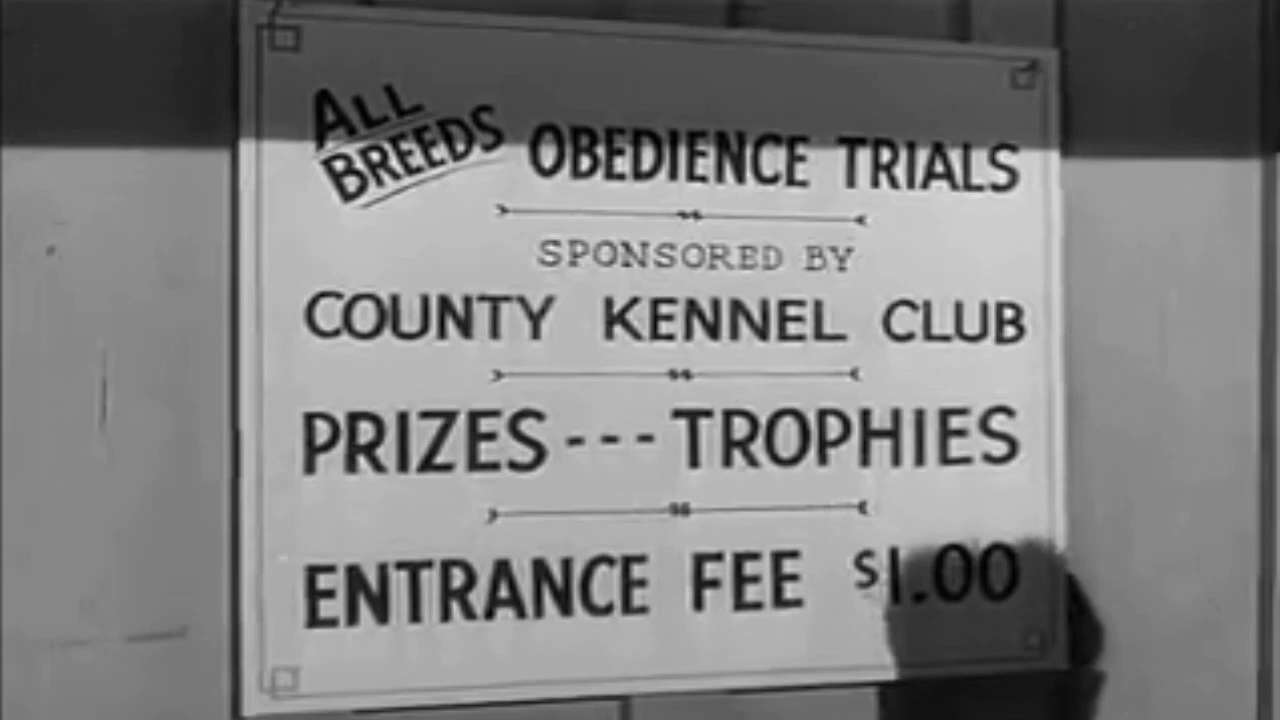 ALL
BREEDS OBEDIENCE TRIALS
SPONSORED BY
COUNTY KENNEL CLUB
PRIZES --- TROPHIES
ENTRANCE FEE $1.00